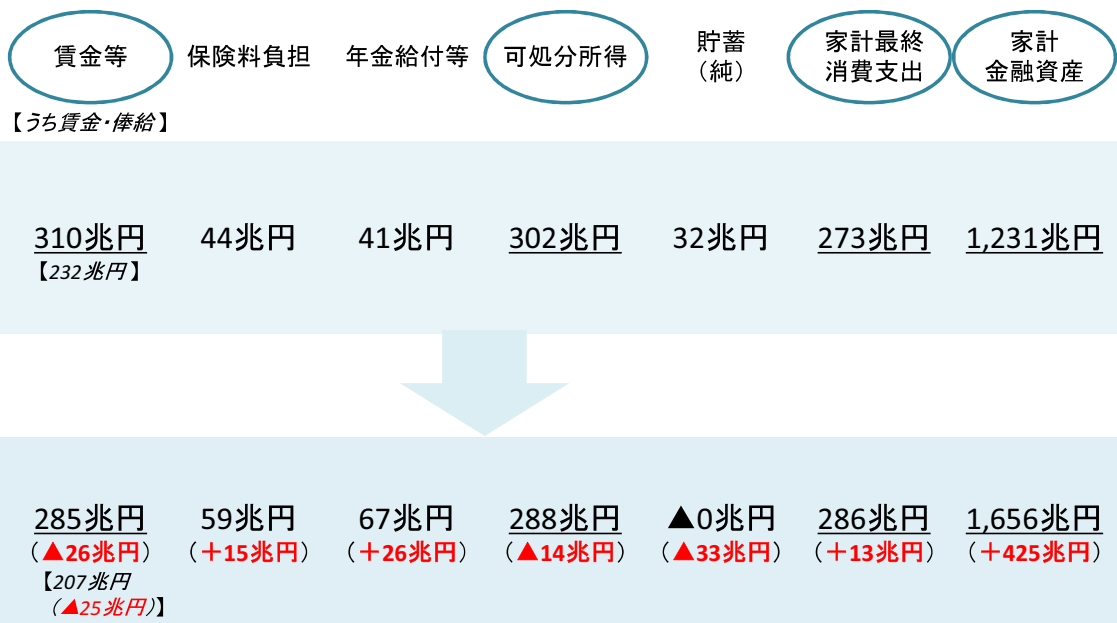 賃金等 保険料負担 年金給付等 可処分所得 貯蓄 家計最終 家計
（純） 消費支出 金融資産
【うち賃金・俸給】
310兆円 44兆円 41兆円 302兆円 32兆円 273兆円 1,231兆円
【232兆円】
285兆円 59兆円 67兆円 288兆円 ▲0兆円 286兆円 1,656兆円
（▲26兆円） （＋15兆円） （＋26兆円） （▲14兆円） （▲33兆円） （＋13兆円） （＋425兆円）
【207兆円
（▲25兆円）】